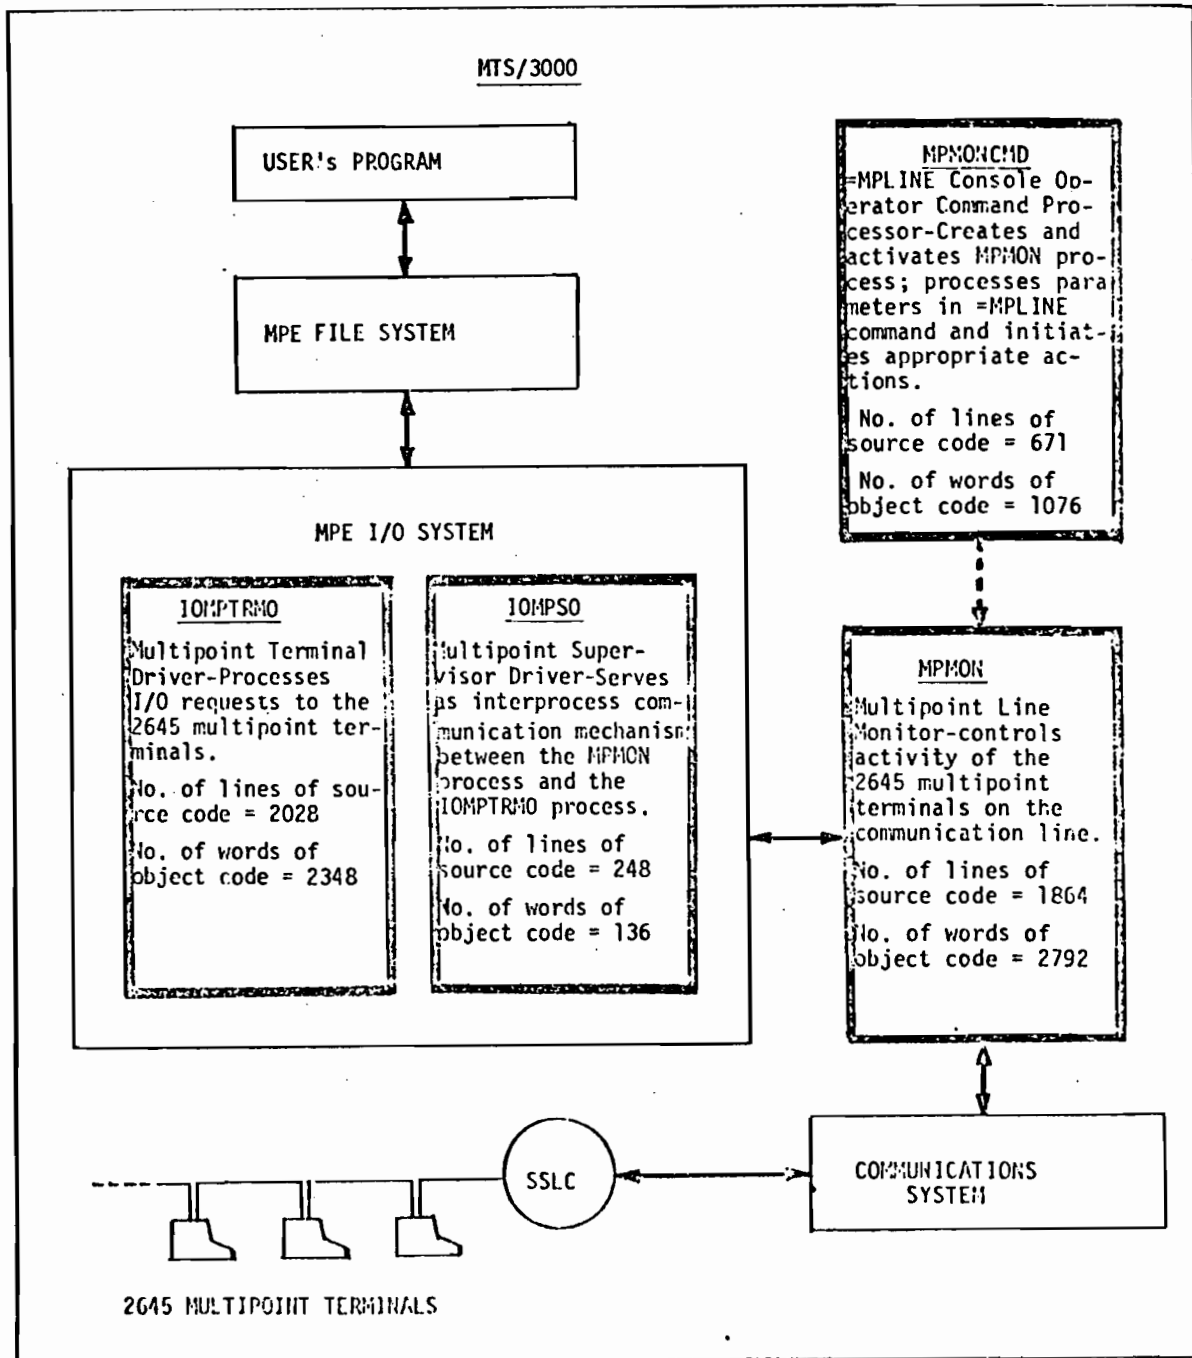 MTS/3000
USER's PROGRAM
MPE FILE SYSTEM
MPE I/O SYSTEM
IOMPTRMO
Multipoint Terminal
Driver-Processes
I/O requests to the
2645 multipoint ter-
minals.
No. of lines of sou-
rce code = 2028
No. of words of
object code = 2348
IOMPSO
Multipoint Super-
visor Driver-Serves
as interprocess com-
munication mechanism
between the MPMON
process and the
IOMPTRMO process.
No. of lines of
source code = 248
No. of words of
object code = 136
MPMONCMD
=MPLINE Console Op-
erator Command Pro-
cessor-Creates and
activates MPMON pro-
cess; processes para
meters in =MPLINE
command and initiat-
es appropriate ac-
tions.
No. of lines of
source code = 671
No. of words of
object code = 1076
MPMON
Multipoint Line
Monitor-controls
activity of the
2645 multipoint
terminals on the
communication line.
No. of lines of
source code = 1864
No. of words of
object code = 2792
COMMUNICATIONS
SYSTEM
SSLC
2645 MULTIPOINT TERMINALS